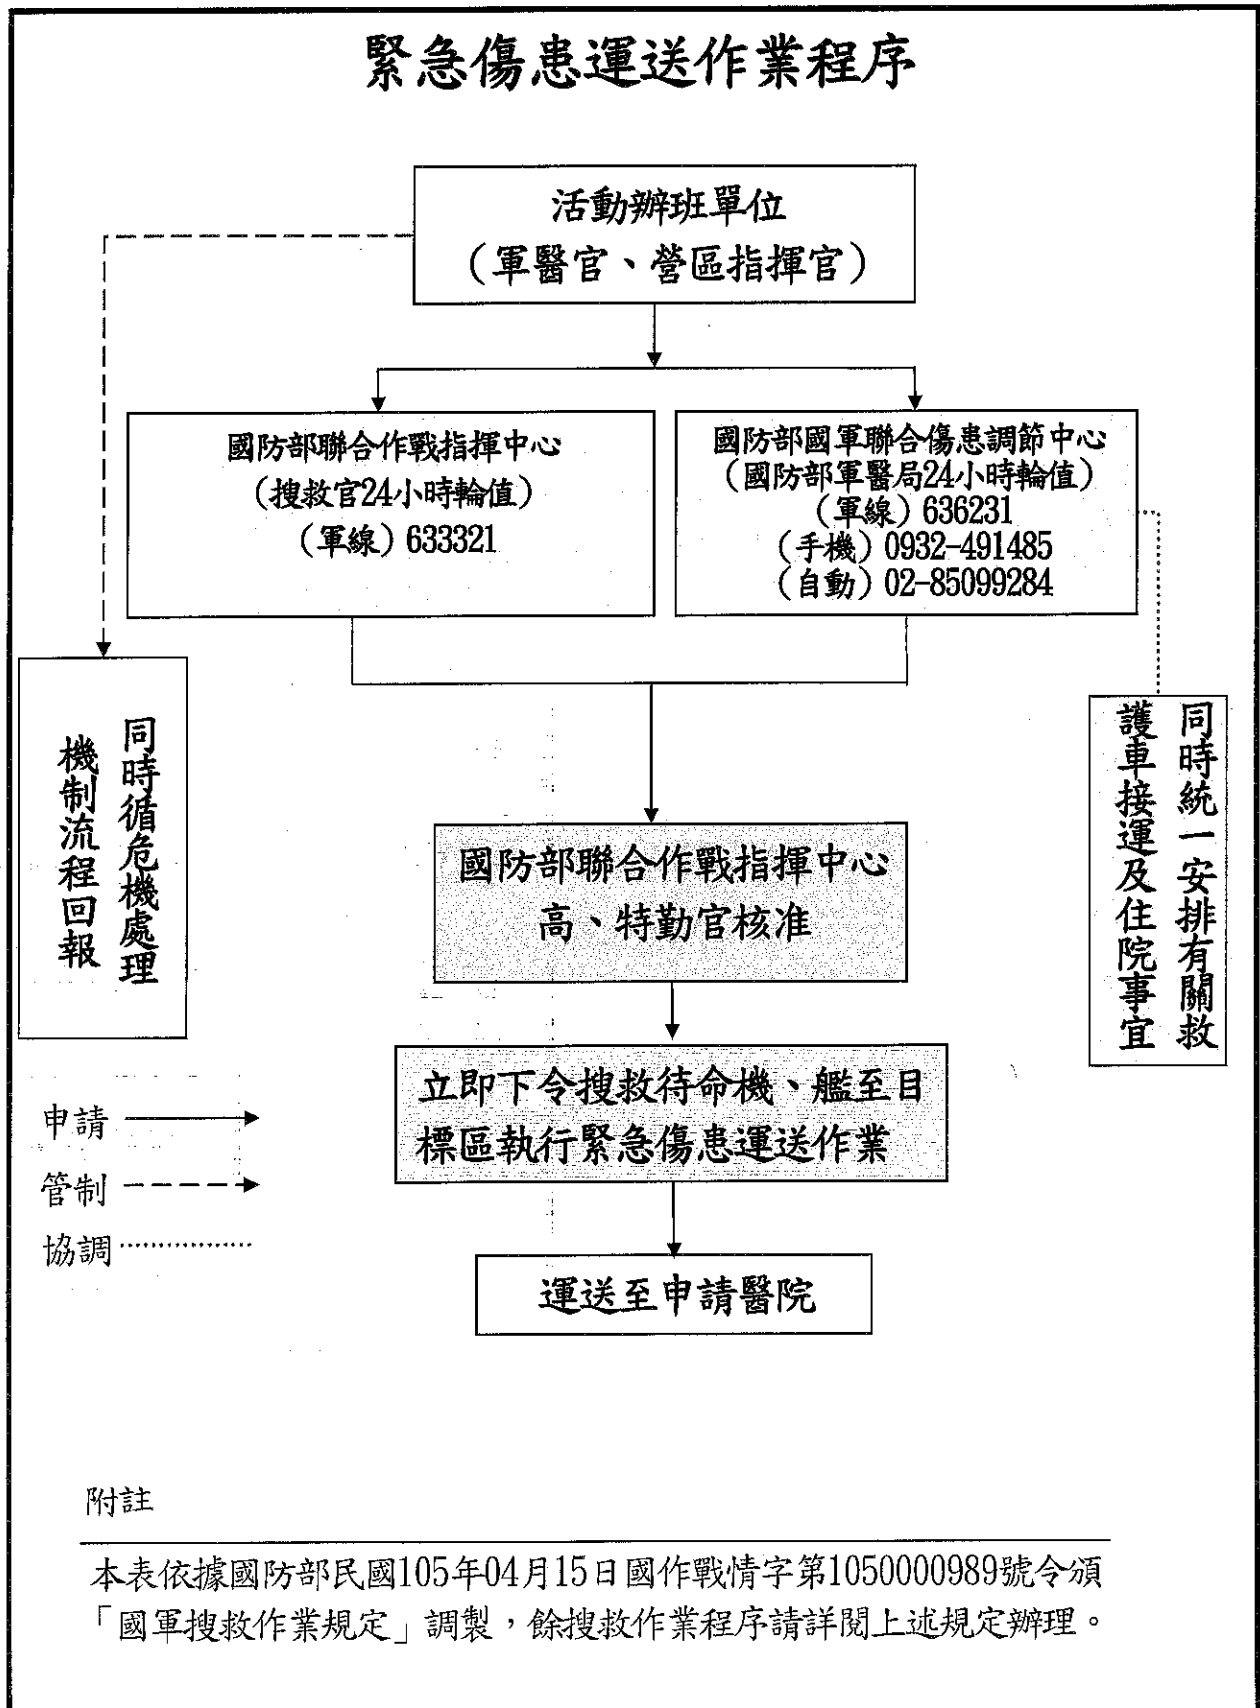 緊急傷患運送作業程序
活動辦班單位
（軍醫官、營區指揮官）
國防部聯合作戰指揮中心
（搜救官24小時輪值）
（軍線）633321
國防部國軍聯合傷患調節中心
（國防部軍醫局24小時輪值）
（軍線）636231
（手機）0932-491485
（自動）02-85099284
同時循危機處理
機制流程回報
同時統一安排有關救
護車接運及住院事宜
國防部聯合作戰指揮中心
高、特勤官核准
立即下令搜救待命機、艦至目
標區執行緊急傷患運送作業
運送至申請醫院
申請
管制
協調
附註
本表依據國防部民國105年04月15日國作戰情字第1050000989號令頒
「國軍搜救作業規定」調製，餘搜救作業程序請詳閱上述規定辦理。